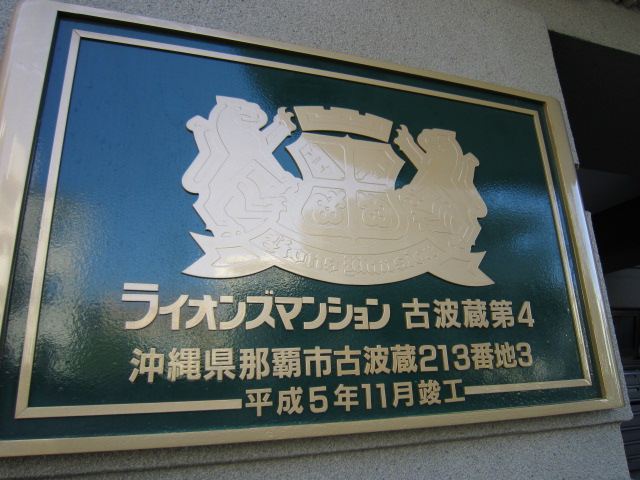 Lions Mansion
ライオンズマンション 古波蔵第4
沖縄県那覇市古波蔵213番地3
平成5年11月竣工